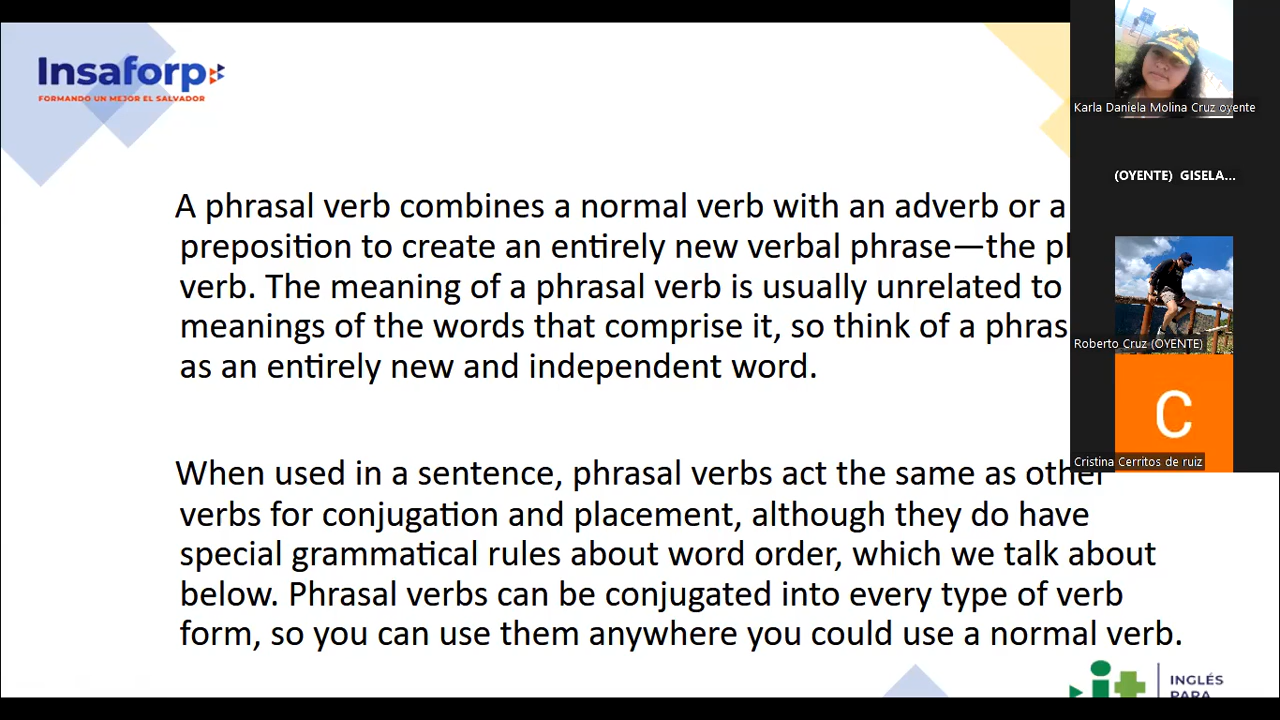 Insaforp
FORMANDO UN MEJOR EL SALVADOR
A phrasal verb combines a normal verb with an adverb or a
preposition to create an entirely new verbal phrase—the
verb. The meaning of a phrasal verb is usually unrelated to
meanings of the words that comprise it, so think of a
as an entirely new and independent word.
When used in a sentence, phrasal verbs act the same as other
verbs for conjugation and placement, although they do have
special grammatical rules about word order, which we talk about
below. Phrasal verbs can be conjugated into every type of verb
form, so you can use them anywhere you could use a normal verb.
Karla Daniela Molina Cruz oyente
(OYENTE) GISELA...
Roberto Cruz (OYENTE)
C
Cristina Cerritos de ruiz
INGLÉS
PARA